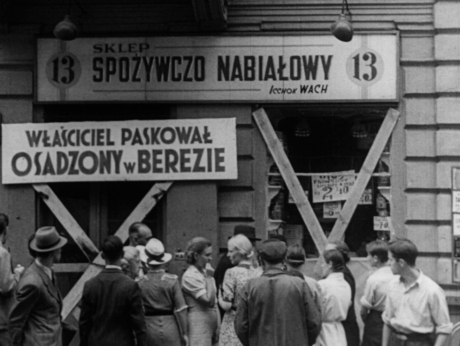 SKLEP
13 SPOŻYWCZO NABIAŁOWY 13
Icchok WACH
WŁAŚCICIEL PASKOWAŁ
OSADZONY w BEREZIE